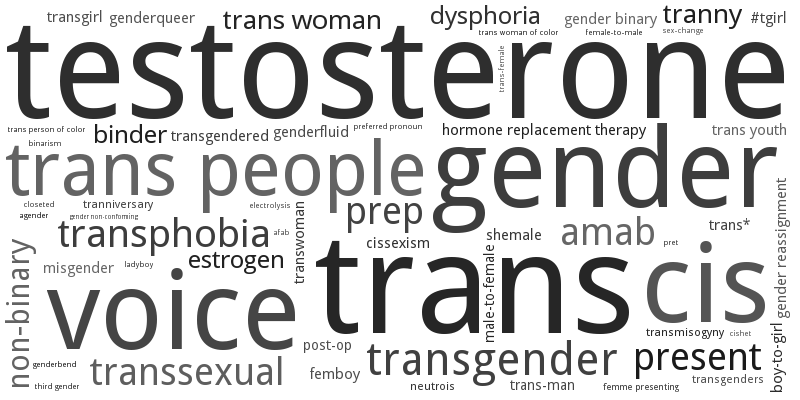 transgirl
genderqueer
trans woman
dysphoria
gender binary
tranny
#tgirl
trans woman of color
female-to-male
sex-change
testosterone
trans-female
trans person of color
binder
transgendered
genderfluid
preferred pronoun
hormone replacement therapy
trans youth
binarism
trans people
gender
closeted
tranniversary
electrolysis
agender
gender non-conforming
prep
transphobia
afab
transwoman
cissexism
shemale
amab
trans*
pret
gender reassignment
non-binary
misgender
ladyboy
estrogen
male-to-female
trans
cis
voice
transmisogyny
cishet
boy-to-girl
post-op
transgender
present
genderbend
third gender
transsexual
femboy
neutrois
trans-man
femme presenting
transgenders